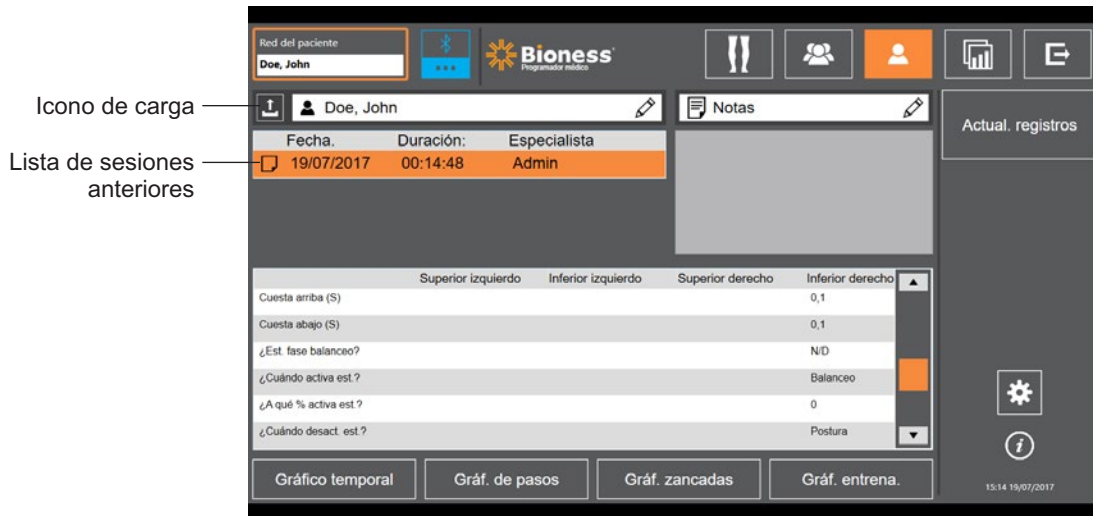 Red del paciente
Doe, John
Bioness
Programador médico
Icono de carga
Doe, John
Notas
Actual. registros
Fecha. Duración: Especialista
Lista de sesiones
anteriores
19/07/2017 00:14:48 Admin
Superior izquierdo Inferior izquierdo Superior derecho Inferior derecho
Cuesta arriba (S) 0,1
Cuesta abajo (S) 0,1
¿Est. fase balanceo? N/D
¿Cuándo activa est.? Balanceo
¿A qué % activa est.? 0
¿Cuándo desact. est.? Postura
Gráfico temporal Gráf. de pasos Gráf. zancadas Gráf. entrena.
15:14 19/07/2017